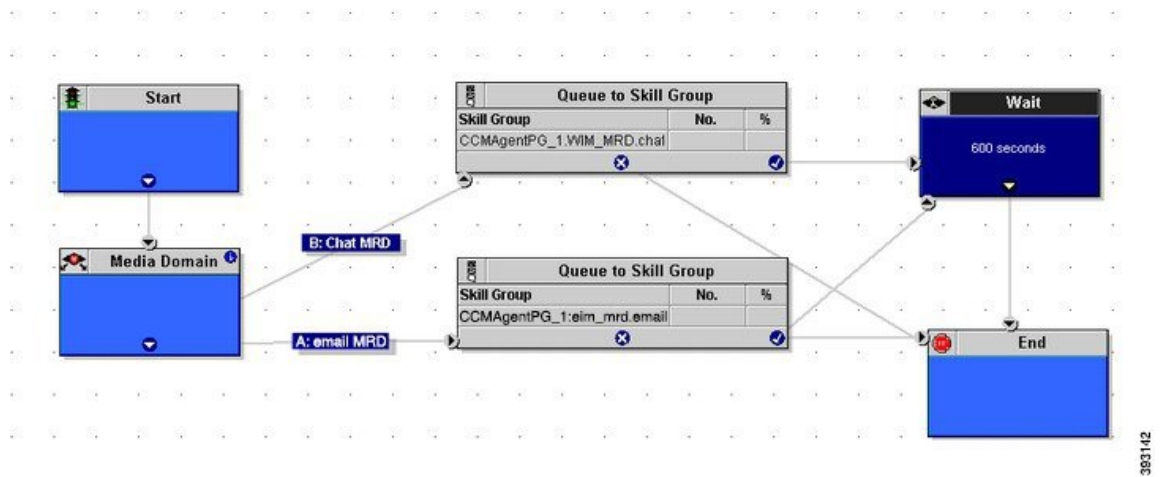 Start
Media Domain
B: Chat MRD
A: email MRD
Queue to Skill Group
Skill Group No. %
CCMAgentPG_1.WIM_MRD.chat
Queue to Skill Group
Skill Group No. %
CCMAgentPG_1:eim_mrd.email
Wait
600 seconds
End
393142